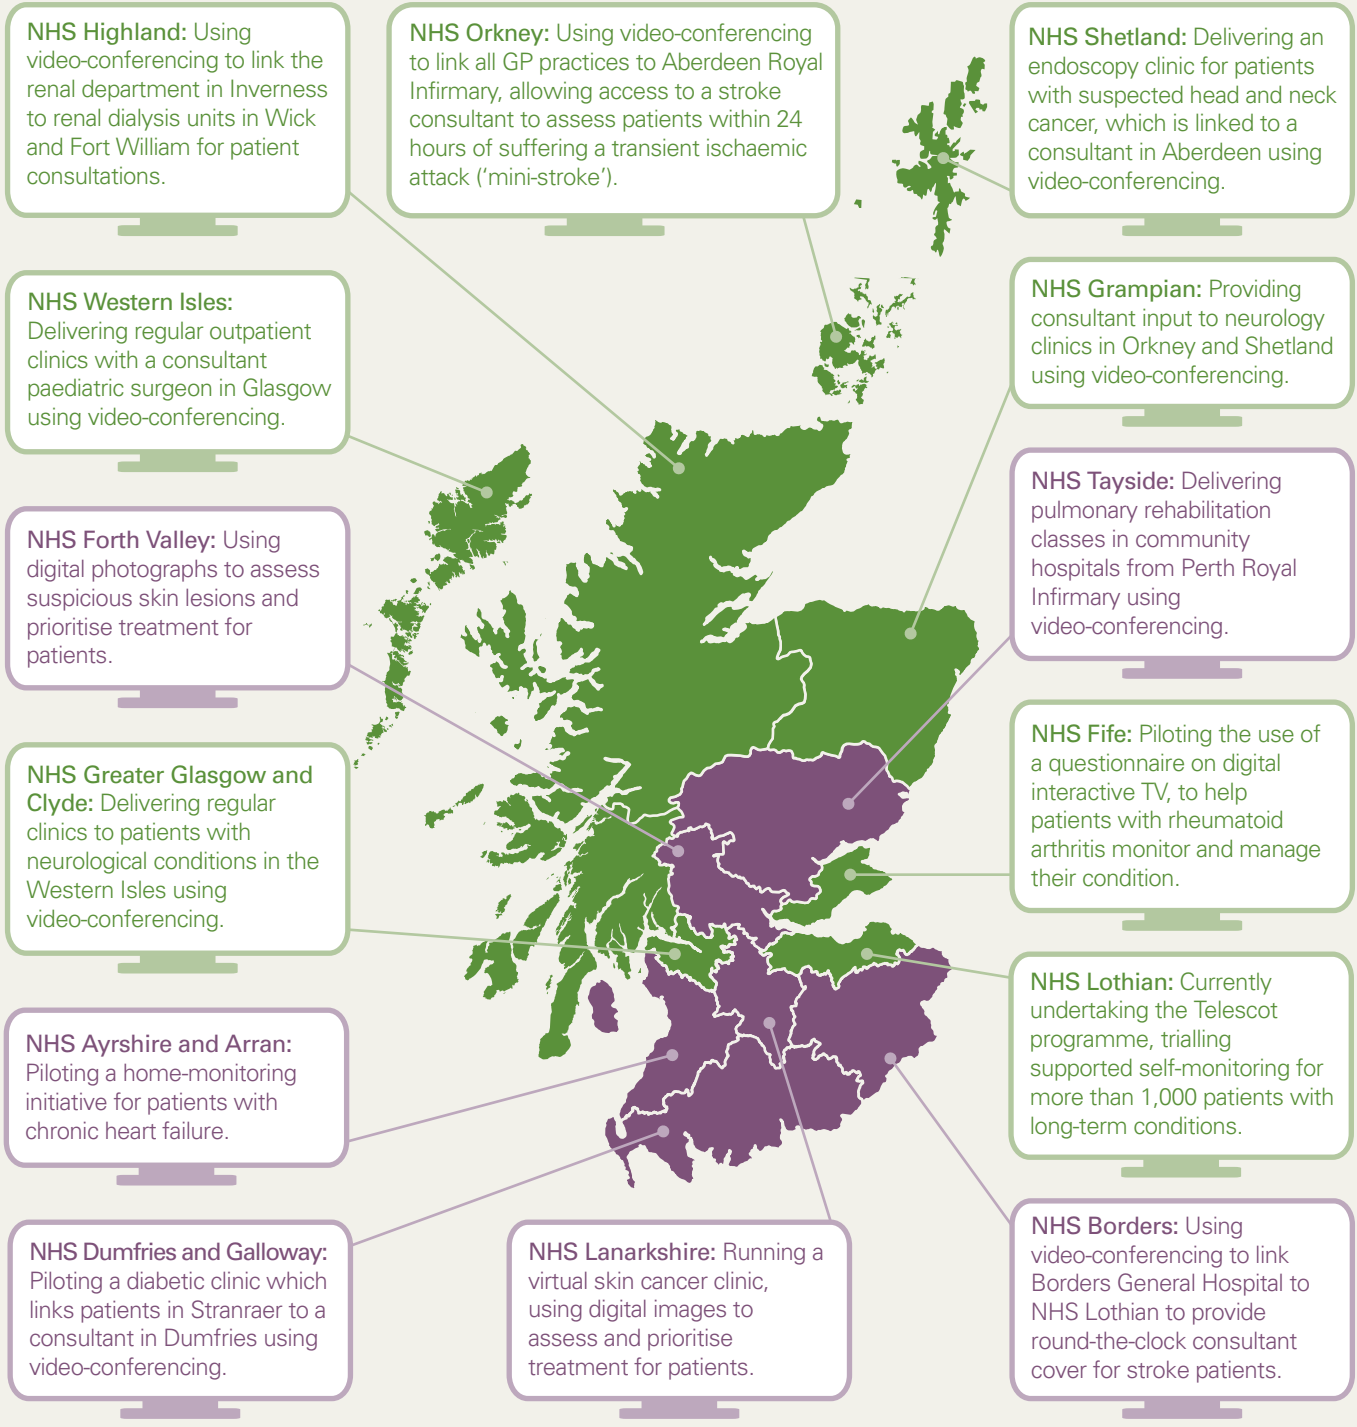 NHS Highland: Using
video-conferencing to link the
renal department in Inverness
to renal dialysis units in Wick
and Fort William for patient
consultations.
NHS Orkney: Using video-conferencing
to link all GP practices to Aberdeen Royal
Infirmary, allowing access to a stroke
consultant to assess patients within 24
hours of suffering a transient ischaemic
attack (‘mini-stroke’).
NHS Shetland: Delivering an
endoscopy clinic for patients
with suspected head and neck
cancer, which is linked to a
consultant in Aberdeen using
video-conferencing.
NHS Western Isles:
Delivering regular outpatient
clinics with a consultant
paediatric surgeon in Glasgow
using video-conferencing.
NHS Grampian: Providing
consultant input to neurology
clinics in Orkney and Shetland
using video-conferencing.
NHS Forth Valley: Using
digital photographs to assess
suspicious skin lesions and
prioritise treatment for
patients.
NHS Tayside: Delivering
pulmonary rehabilitation
classes in community
hospitals from Perth Royal
Infirmary using
video-conferencing.
NHS Greater Glasgow and
Clyde: Delivering regular
clinics to patients with
neurological conditions in the
Western Isles using
video-conferencing.
NHS Fife: Piloting the use of
a questionnaire on digital
interactive TV, to help
patients with rheumatoid
arthritis monitor and manage
their condition.
NHS Ayrshire and Arran:
Piloting a home-monitoring
initiative for patients with
chronic heart failure.
NHS Lothian: Currently
undertaking the Telescot
programme, trialling
supported self-monitoring for
more than 1,000 patients with
long-term conditions.
NHS Dumfries and Galloway:
Piloting a diabetic clinic which
links patients in Stranraer to a
consultant in Dumfries using
video-conferencing.
NHS Lanarkshire: Running a
virtual skin cancer clinic,
using digital images to
assess and prioritise
treatment for patients.
NHS Borders: Using
video-conferencing to link
Borders General Hospital to
NHS Lothian to provide
round-the-clock consultant
cover for stroke patients.